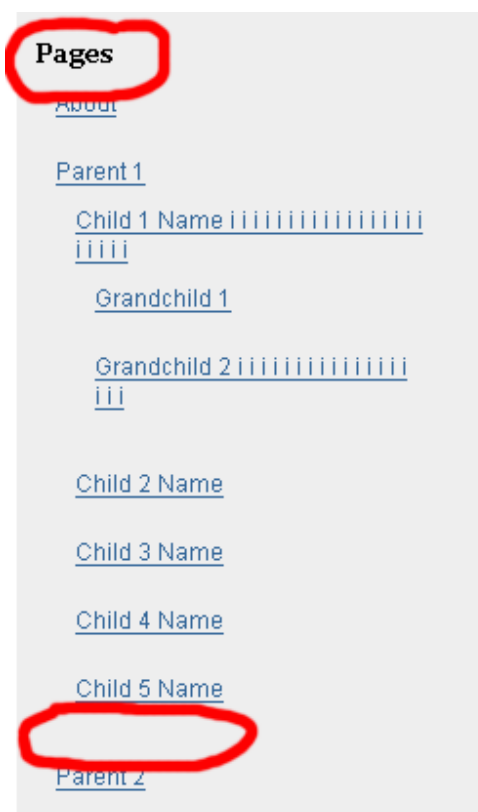 Pages
About
Parent 1
Child 1 Name i i i i i i i i i i i i i i i i i
i i i i i
Grandchild 1
Grandchild 2 i i i i i i i i i i i i i i i
i i i
Child 2 Name
Child 3 Name
Child 4 Name
Child 5 Name
Parent 2